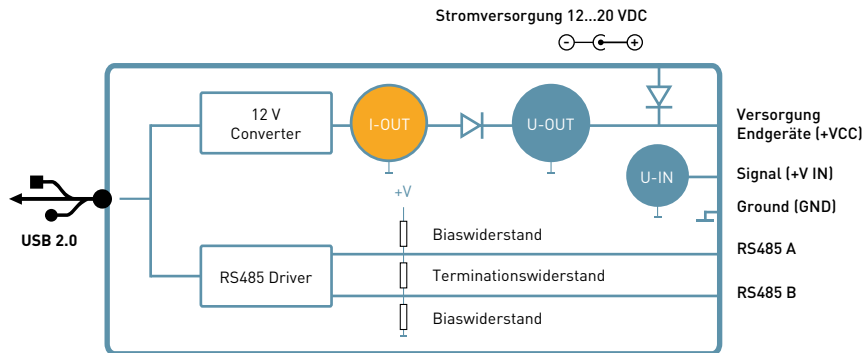 Stromversorgung 12...20 VDC
12 V
Converter
I-OUT
U-OUT
Versorgung
Endgeräte (+VCC)
U-IN
Signal (+V IN)
+V
Ground (GND)
USB 2.0
Biaswiderstand
RS485 A
RS485 Driver
Terminationswiderstand
RS485 B
Biaswiderstand